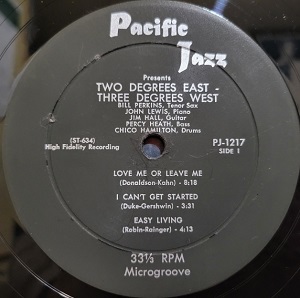 Pacific
Jazz
Presents
TWO DEGREES EAST -
THREE DEGREES WEST
BILL PERKINS, Tenor Sax
JOHN LEWIS, Piano
JIM HALL, Guitar
PERCY HEATH, Bass
CHICO HAMILTON, Drums
(ST-634)
High Fidelity Recording
PJ-1217
SIDE 1
LOVE ME OR LEAVE ME
(Donaldson-Kahn) - 8:18
I CAN'T GET STARTED
(Duke-Gershwin) - 3:31
EASY LIVING
(Robin-Rainger) - 4:13
33⅓ RPM
Microgroove